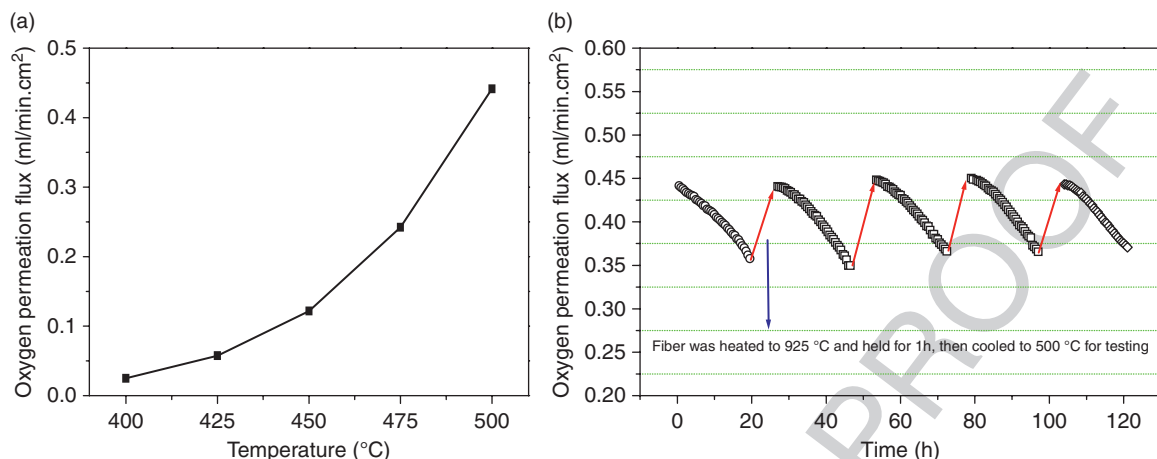 (a)
Oxygen permeation flux (ml/min.cm²)
0.5
0.4
0.3
0.2
0.1
0.0
400 425 450 475 500
Temperature (°C)
(b)
Oxygen permeation flux (ml/min.cm²)
0.60
0.55
0.50
0.45
0.40
0.35
0.30
0.25
0.20
Fiber was heated to 925 °C and held for 1h, then cooled to 500 °C for testing
0 20 40 60 80 100 120
Time (h)
PROOF